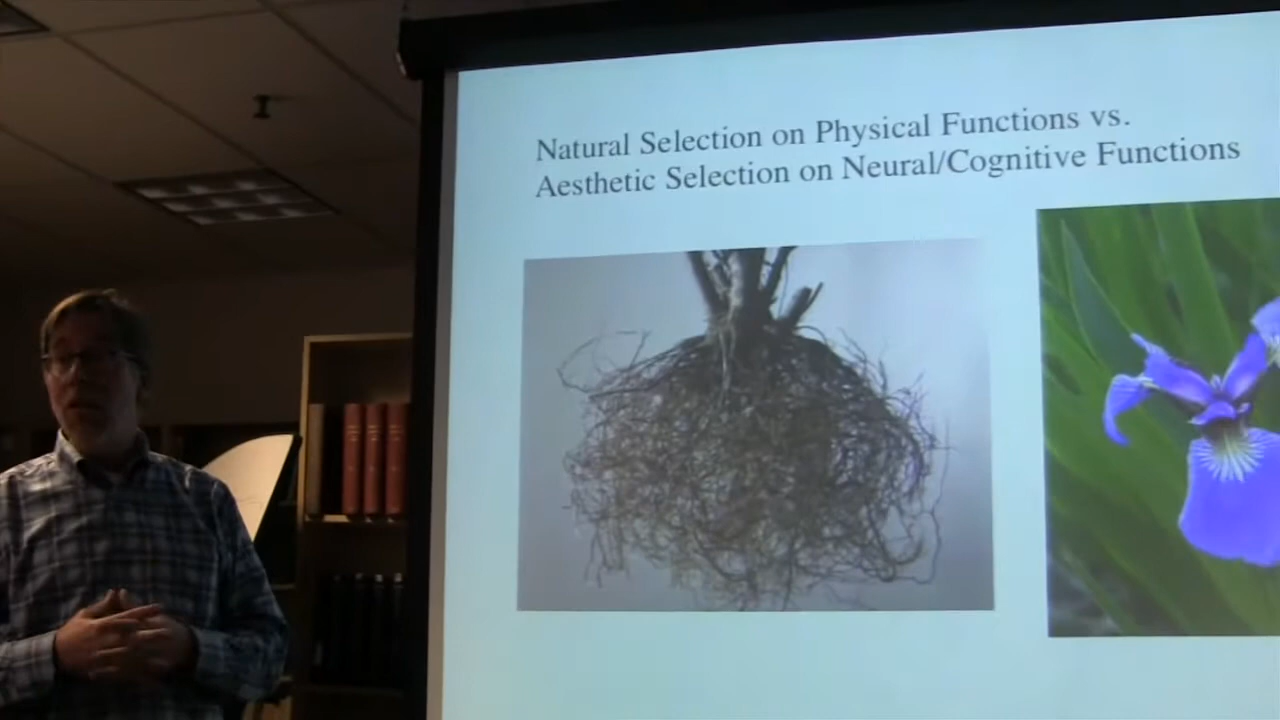 Natural Selection on Physical Functions vs.
Aesthetic Selection on Neural/Cognitive Functions